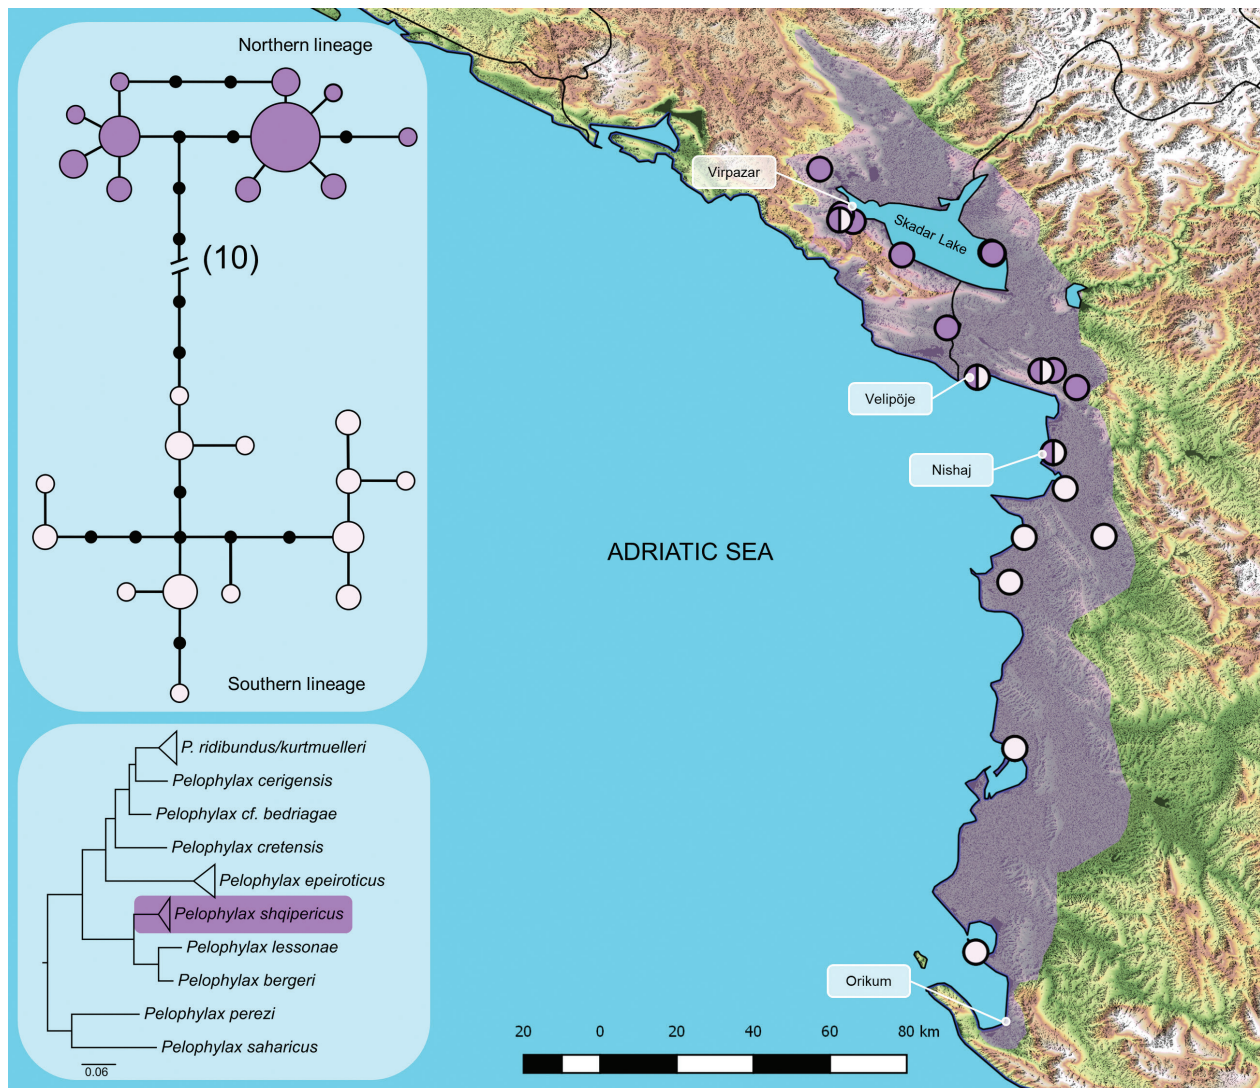 Northern lineage
(10)
Southern lineage
P. ridibundus/kurtmuelleri
Pelophylax cerigensis
Pelophylax cf. bedriagae
Pelophylax cretensis
Pelophylax epeiroticus
Pelophylax shqipericus
Pelophylax lessonae
Pelophylax bergeri
Pelophylax perezi
Pelophylax saharicus
0.06
Virpazar
Skadar Lake
Velipöje
Nishaj
ADRIATIC SEA
Orikum
20 0 20 40 60 80 km